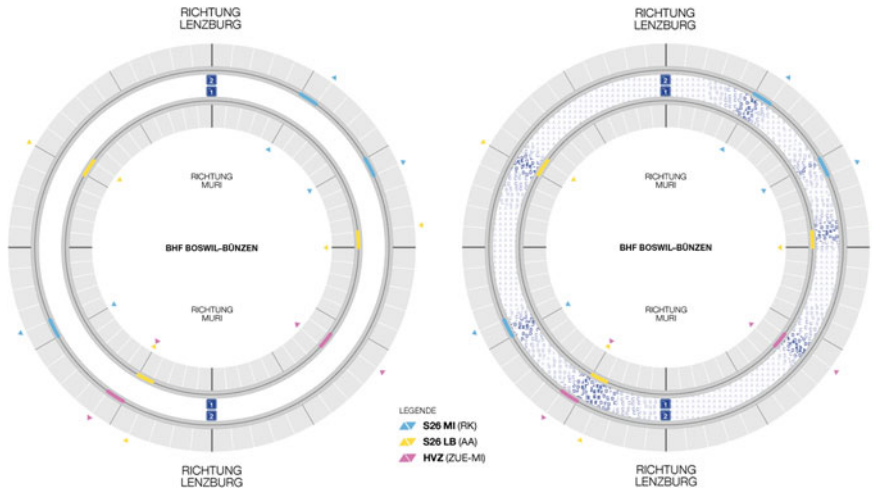 RICHTUNG
LENZBURG
2
1
RICHTUNG
MURI
BHF BOSWIL-BÜNZEN
RICHTUNG
MURI
1
2
RICHTUNG
LENZBURG
RICHTUNG
LENZBURG
2
1
RICHTUNG
MURI
BHF BOSWIL-BÜNZEN
RICHTUNG
MURI
1
2
RICHTUNG
LENZBURG
LEGENDE
S26 MI (RK)
S26 LB (AA)
HVZ (ZUE-MI)